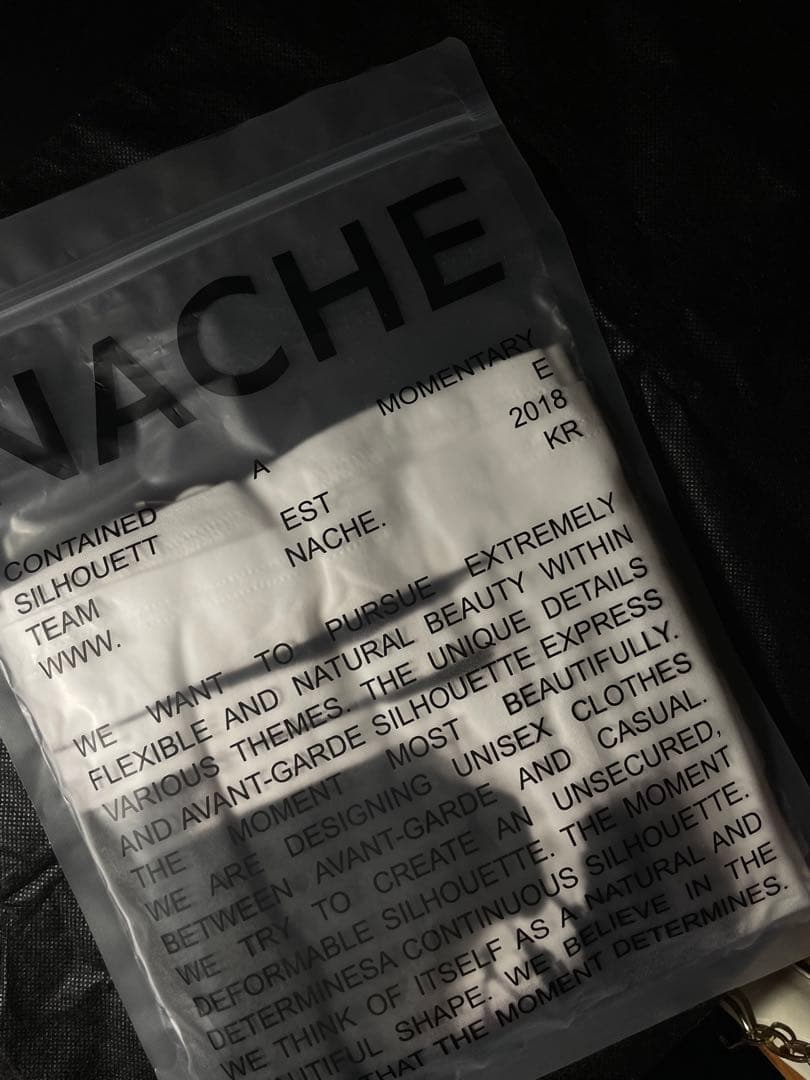 NACHE
CONTAINED A MOMENTARY
SILHOUETT E
TEAM EST 2018
WWW. NACHE. KR
WE WANT TO PURSUE EXTREMELY
FLEXIBLE AND NATURAL BEAUTY WITHIN
VARIOUS THEMES. THE UNIQUE DETAILS
AND AVANT-GARDE SILHOUETTE EXPRESS
THE MOMENT MOST BEAUTIFULLY.
WE ARE DESIGNING UNISEX CLOTHES
BETWEEN AVANT-GARDE AND CASUAL.
WE TRY TO CREATE AN UNSECURED,
DEFORMABLE SILHOUETTE. THE MOMENT
DETERMINESA CONTINUOUS SILHOUETTE.
WE THINK OF ITSELF AS A NATURAL AND
SHAPE. WE BELIEVE IN THE
THAT THE MOMENT DETERMINES.